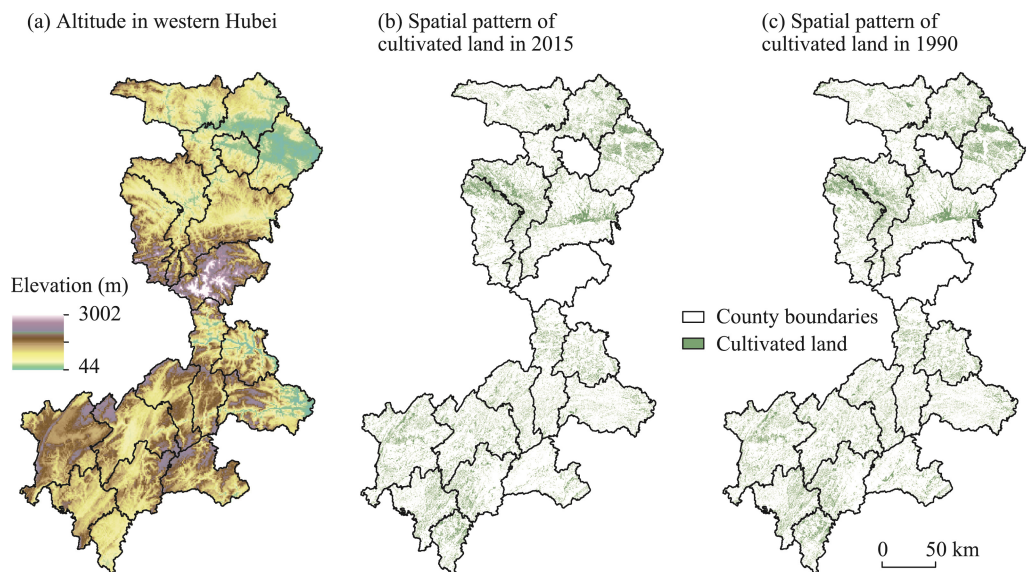 (a) Altitude in western Hubei
(b) Spatial pattern of
cultivated land in 2015
(c) Spatial pattern of
cultivated land in 1990
Elevation (m)
3002
44
County boundaries
Cultivated land
0 50 km